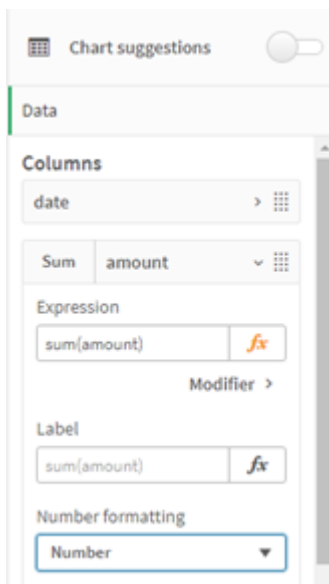 Chart suggestions
Data
Columns
date
Sum amount
Expression
sum(amount) fx
Modifier >
Label
sum(amount) fx
Number formatting
Number